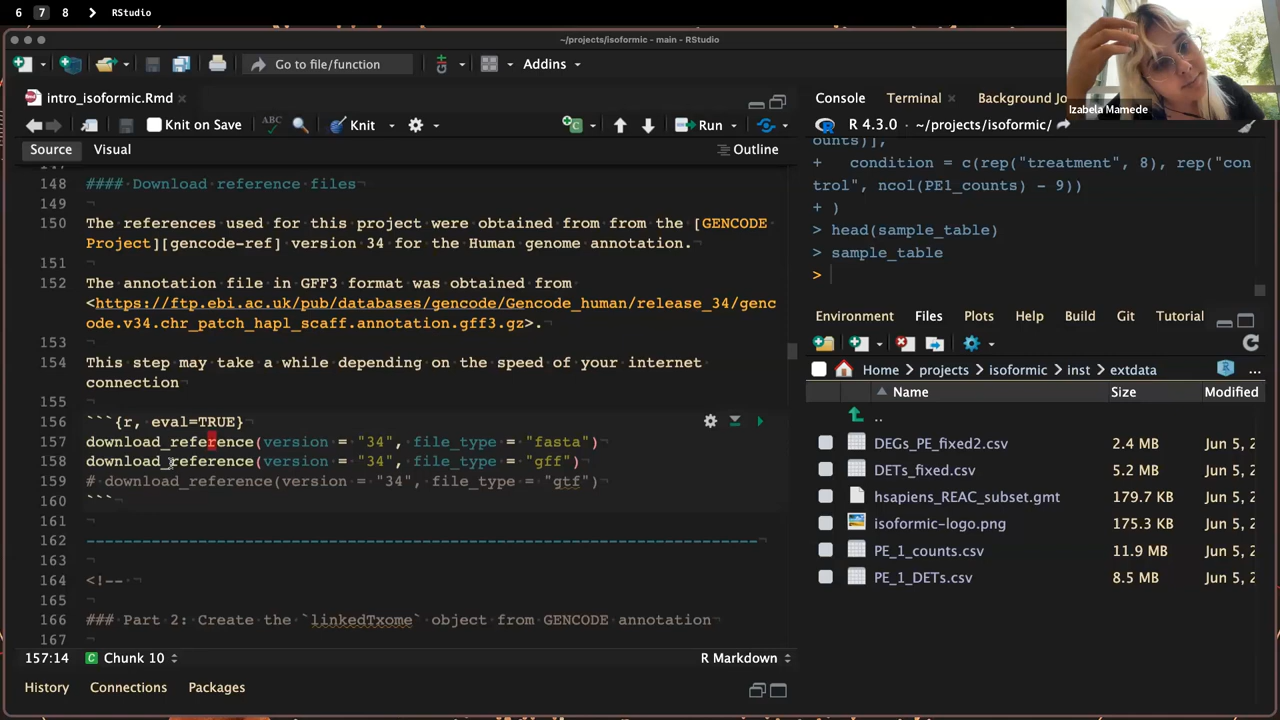 6 7 8 > RStudio
~/projects/isoformic - main - RStudio
Izabela Mamede
Go to file/function Addins
intro_isoformic.Rmd
Knit on Save ABC Knit Run
Source Visual Outline
147
148 #### Download reference files
149
150 The references used for this project were obtained from from the [GENCODE
Project][gencode-ref] version 34 for the Human genome annotation.
151
152 The annotation file in GFF3 format was obtained from
<https://ftp.ebi.ac.uk/pub/databases/gencode/Gencode_human/release_34/genc
ode.v34.chr_patch_hapl_scaff.annotation.gff3.gz>.
153
154 This step may take a while depending on the speed of your internet
connection
155
156 ```{r, eval=TRUE}
157 download_reference(version = "34", file_type = "fasta")
158 download_reference(version = "34", file_type = "gff")
159 # download_reference(version = "34", file_type = "gtf")
160 ```
161
162 ------------------------------------------------------------------------
163
164 <!--
165
166 ### Part 2: Create the `linkedTxome` object from GENCODE annotation
167
157:14 C Chunk 10 R Markdown
History Connections Packages
Console Terminal Background Jo
R 4.3.0 · ~/projects/isoformic/
ounts)],
+ condition = c(rep("treatment", 8), rep("con
trol", ncol(PE1_counts) - 9))
+ )
> head(sample_table)
> sample_table
>
Environment Files Plots Help Build Git Tutorial
Home projects isoformic inst extdata ...
Name Size Modified
..
DEGs_PE_fixed2.csv 2.4 MB Jun 5, 2
DETs_fixed.csv 5.2 MB Jun 5, 2
hsapiens_REAC_subset.gmt 179.7 KB Jun 5, 2
isoformic-logo.png 175.3 KB Jun 5, 2
PE_1_counts.csv 11.9 MB Jun 5, 2
PE_1_DETs.csv 8.5 MB Jun 5, 2